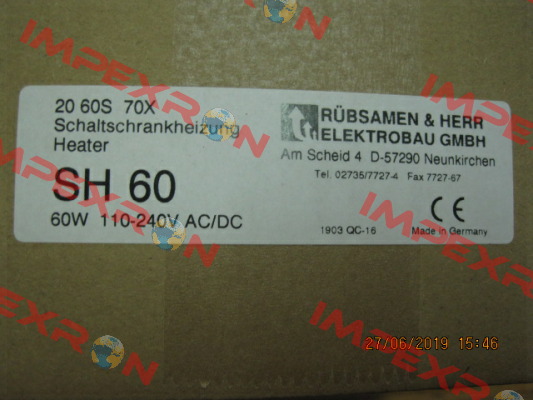 20 60S 70X
Schaltschrankheizung
Heater
SH 60
60W 110-240V AC/DC
RÜBSAMEN & HERR
ELEKTROBAU GMBH
Am Scheid 4 D-57290 Neunkirchen
Tel. 02735/7727-4 Fax 7727-67
CE
1903 QC-16 Made in Germany
27/06/2019 15:46
IMPEXRON
IMPEXRON
IMPEXRON
IMPEXRON